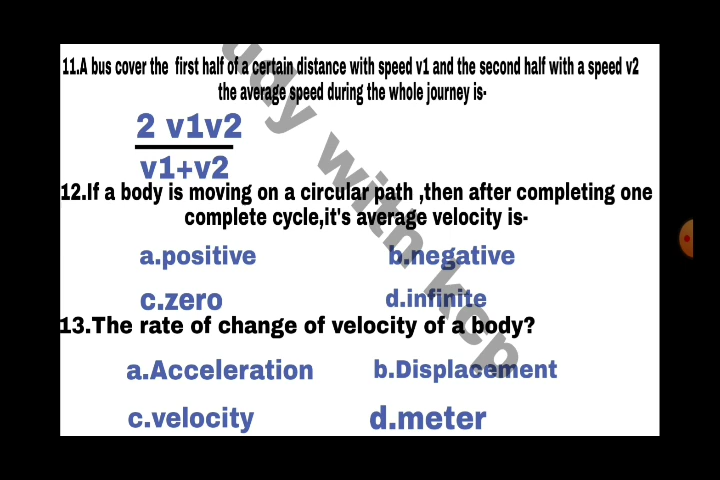 11.A bus cover the first half of a certain distance with speed v1 and the second half with a speed v2
the average speed during the whole journey is-
2 v1v2
v1+v2
12.If a body is moving on a circular path ,then after completing one
complete cycle,it's average velocity is-
a.positive b.negative
c.zero d.infinite
13.The rate of change of velocity of a body?
a.Acceleration b.Displacement
c.velocity d.meter
with kcp